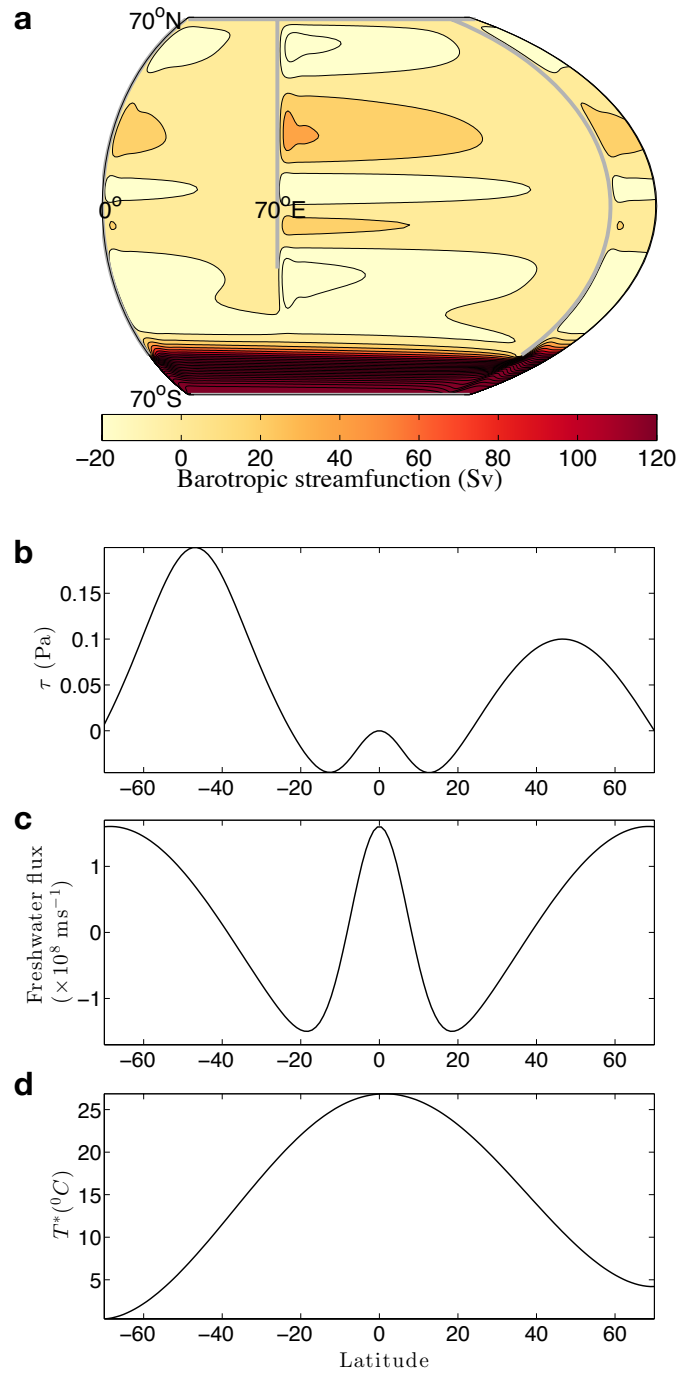 a
70°N
0°
70°E
70°S
−20 0 20 40 60 80 100 120
Barotropic streamfunction (Sv)
b
0.15
0.1
0.05
0
τ (Pa)
−60 −40 −20 0 20 40 60
c
1
0
−1
Freshwater flux
(×10⁸ ms⁻¹)
−60 −40 −20 0 20 40 60
d
25
20
15
10
5
T*(⁰C)
−60 −40 −20 0 20 40 60
Latitude